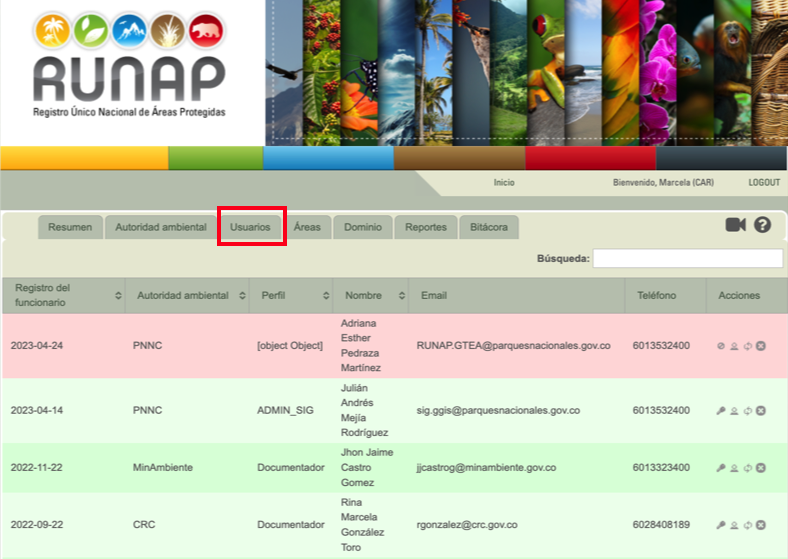 RUNAP
Registro Único Nacional de Áreas Protegidas
Inicio Bienvenido, Marcela (CAR) LOGOUT
Resumen Autoridad ambiental Usuarios Áreas Dominio Reportes Bitácora
Búsqueda:
Registro del funcionario Autoridad ambiental Perfil Nombre Email Teléfono Acciones
2023-04-24 PNNC [object Object] Adriana Esther Pedraza Martínez RUNAP.GTEA@parquesnacionales.gov.co 6013532400
2023-04-14 PNNC ADMIN_SIG Julián Andrés Mejía Rodríguez sig.ggis@parquesnacionales.gov.co 6013532400
2022-11-22 MinAmbiente Documentador Jhon Jaime Castro Gomez jjcastrog@minambiente.gov.co 6013323400
2022-09-22 CRC Documentador Rina Marcela González Toro rgonzalez@crc.gov.co 6028408189